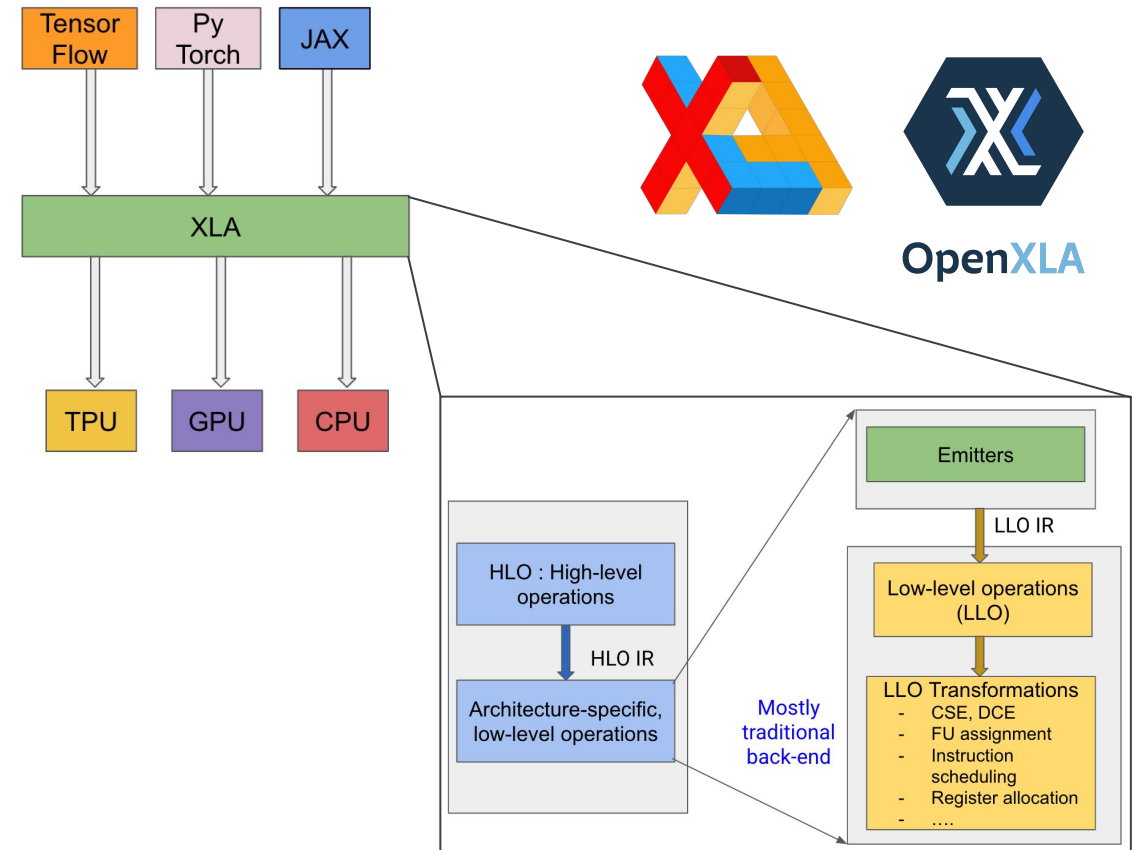 Tensor
Flow
Py
Torch
JAX
XLA
OpenXLA
TPU
GPU
CPU
Emitters
LLO IR
HLO : High-level
operations
Low-level operations
(LLO)
HLO IR
Architecture-specific,
low-level operations
Mostly
traditional
back-end
LLO Transformations
- CSE, DCE
- FU assignment
- Instruction
scheduling
- Register allocation
- ....